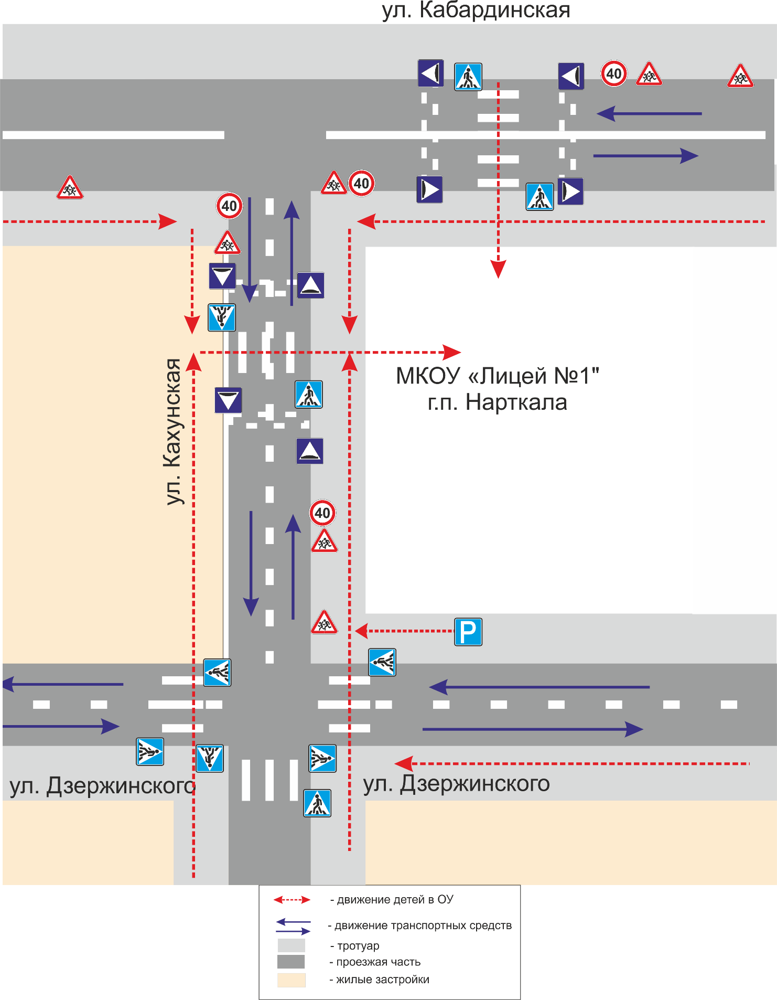 ул. Кабардинская
40
40
40
МКОУ «Лицей №1"
г.п. Нарткала
ул. Кахунская
40
P
ул. Дзержинского
ул. Дзержинского
- движение детей в ОУ
- движение транспортных средств
- тротуар
- проезжая часть
- жилые застройки